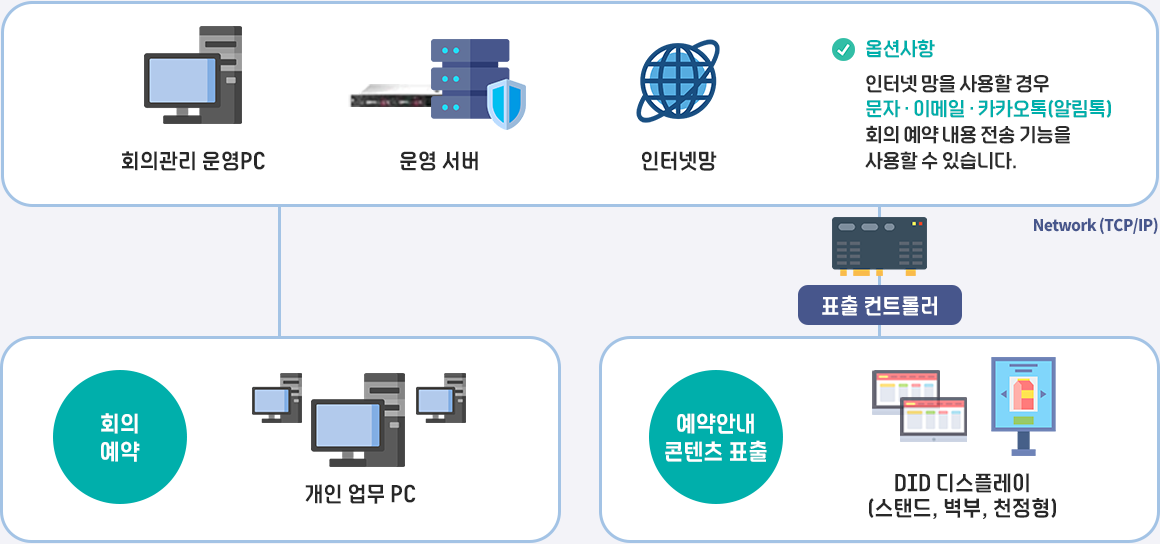 회의관리 운영PC
운영 서버
인터넷망
옵션사항
인터넷 망을 사용할 경우
문자 · 이메일 · 카카오톡(알림톡)
회의 예약 내용 전송 기능을
사용할 수 있습니다.
Network (TCP/IP)
표출 컨트롤러
회의
예약
개인 업무 PC
예약안내
콘텐츠 표출
DID 디스플레이
(스탠드, 벽부, 천정형)